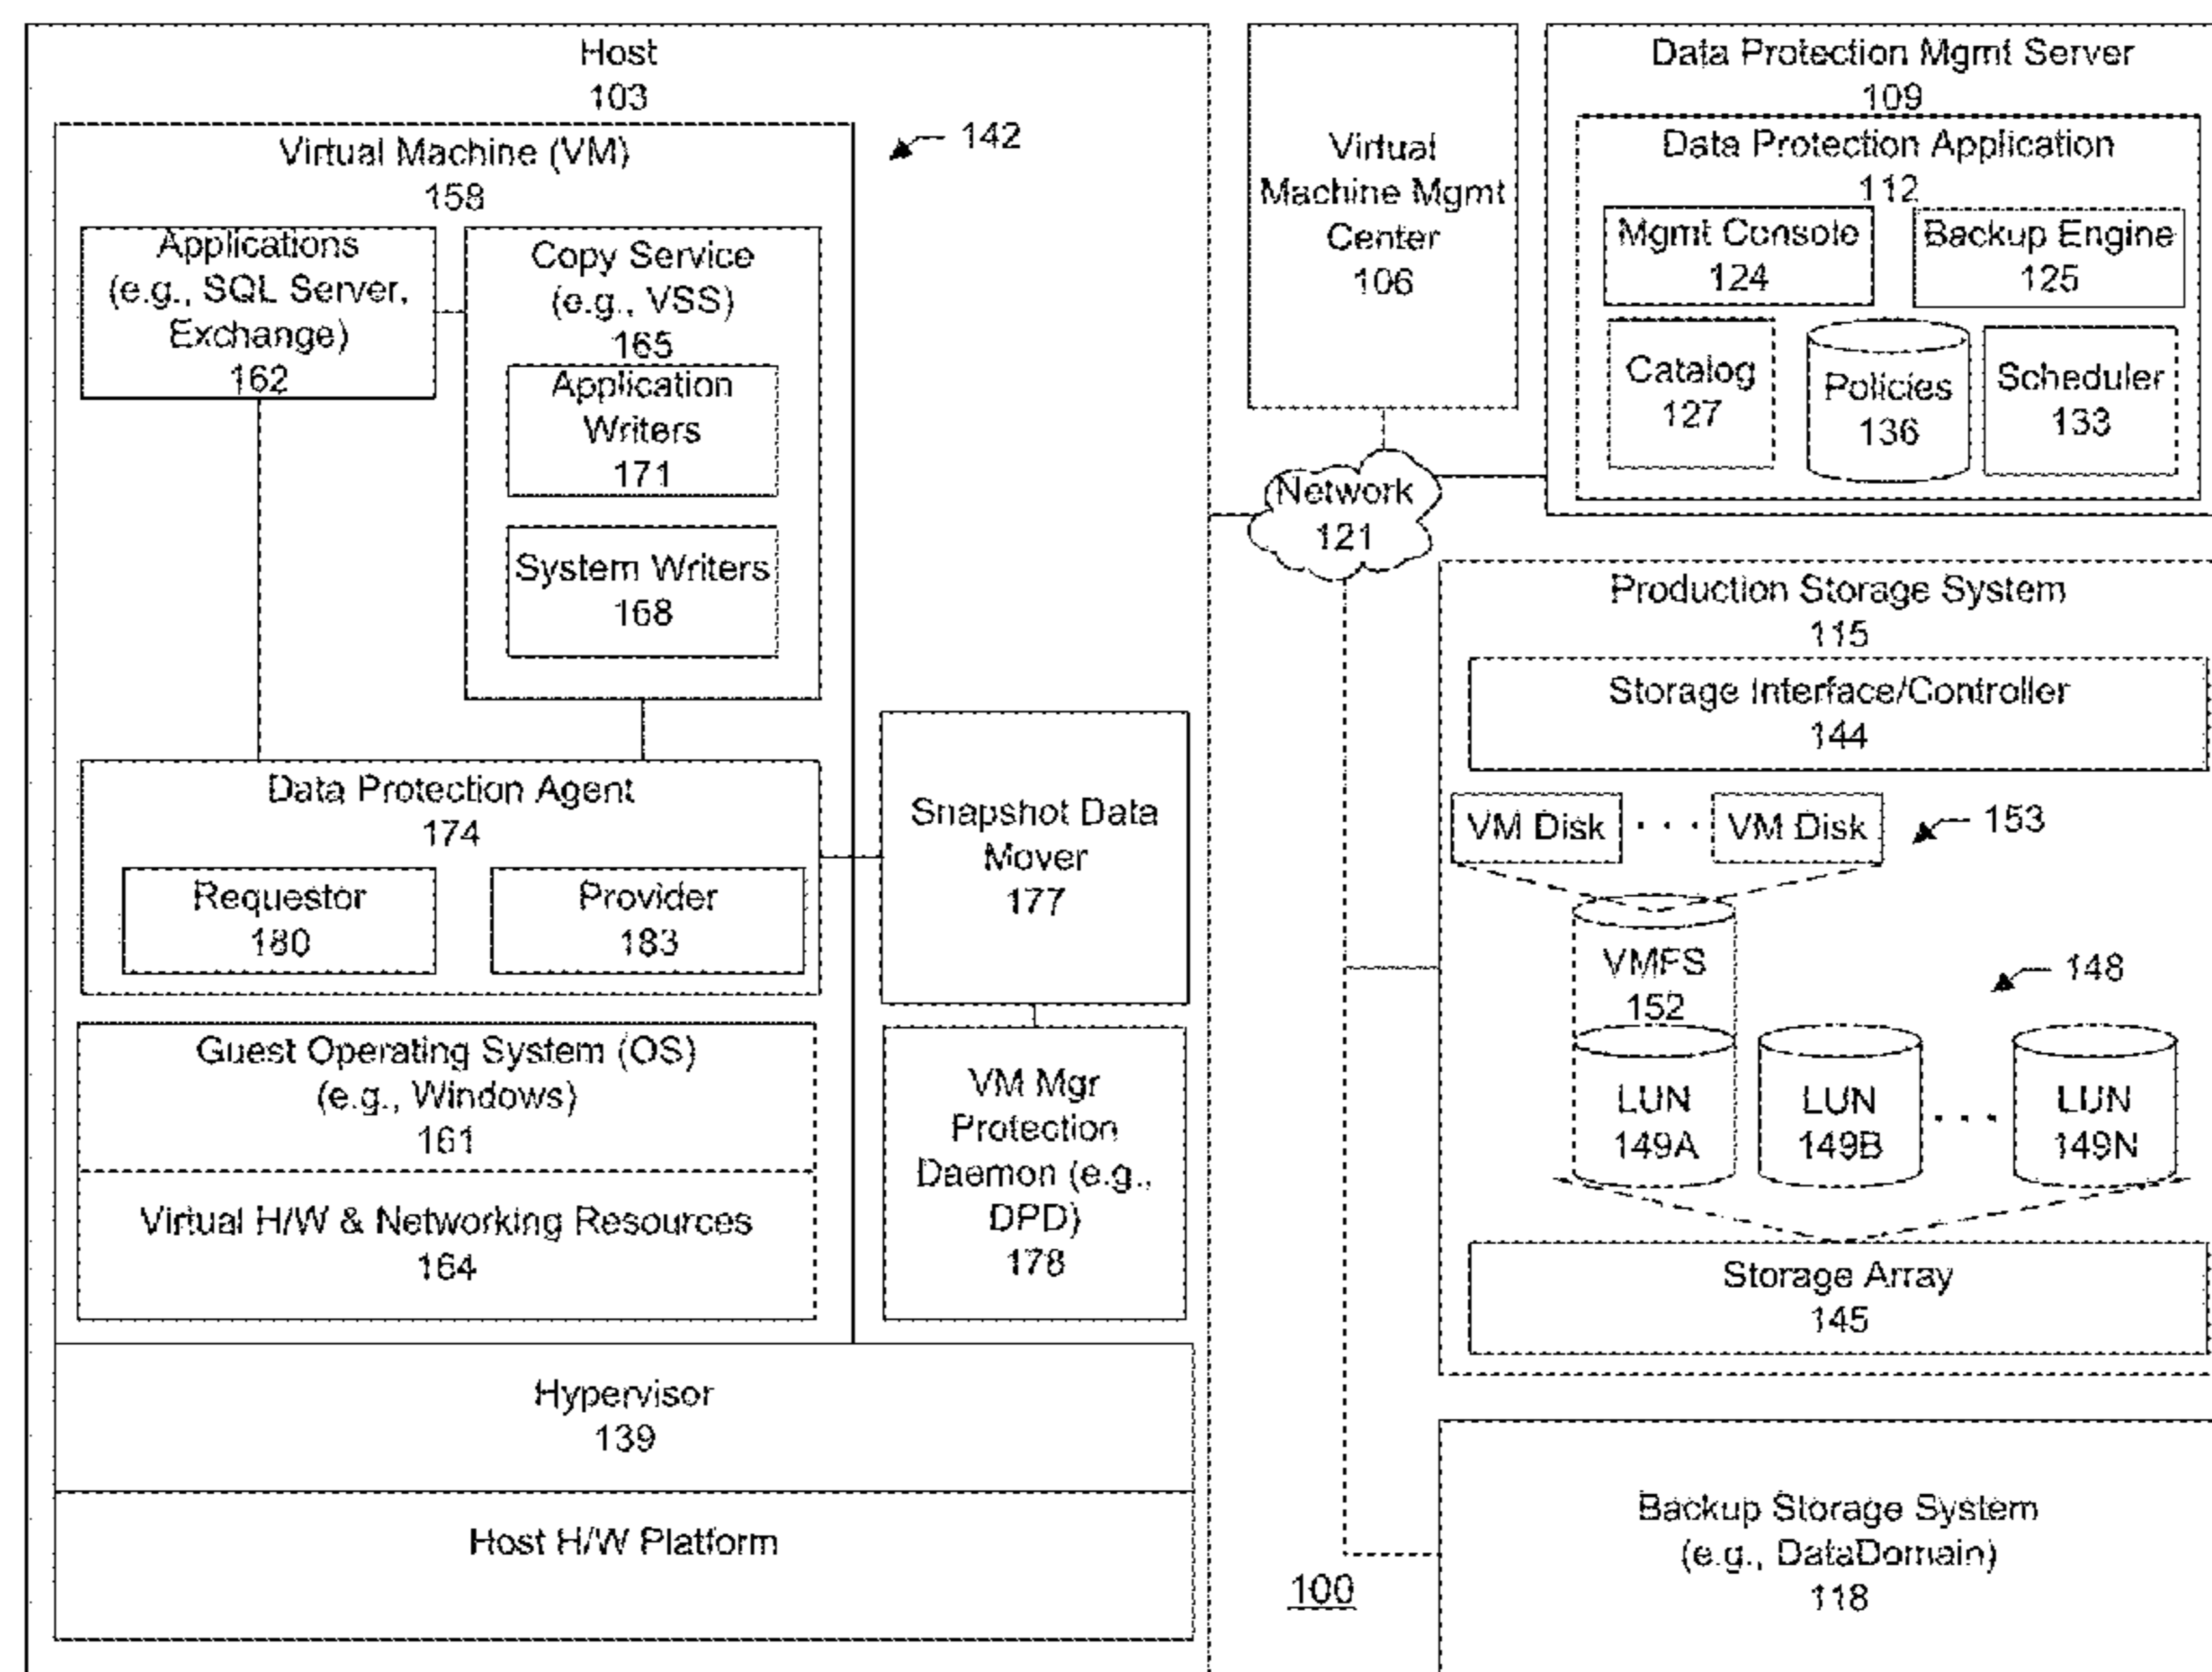 Host
103
142
Virtual Machine (VM)
158
Applications
(e.g., SQL Server,
Exchange)
162
Copy Service
(e.g., VSS)
165
Application
Writers
171
System Writers
168
Data Protection Agent
174
Requestor
180
Provider
183
Snapshot Data
Mover
177
Guest Operating System (OS)
(e.g., Windows)
161
Virtual H/W & Networking Resources
164
VM Mgr
Protection
Daemon (e.g.,
DPD)
178
Hypervisor
139
Host H/W Platform
Virtual
Machine Mgmt
Center
106
Network
121
Data Protection Mgmt Server
109
Data Protection Application
112
Mgmt Console
124
Backup Engine
125
Catalog
127
Policies
136
Scheduler
133
Production Storage System
115
Storage Interface/Controller
144
VM Disk . . . VM Disk
153
VMFS
152
148
LUN
149A
LUN
149B
. . .
LUN
149N
Storage Array
145
Backup Storage System
(e.g., DataDomain)
118
100